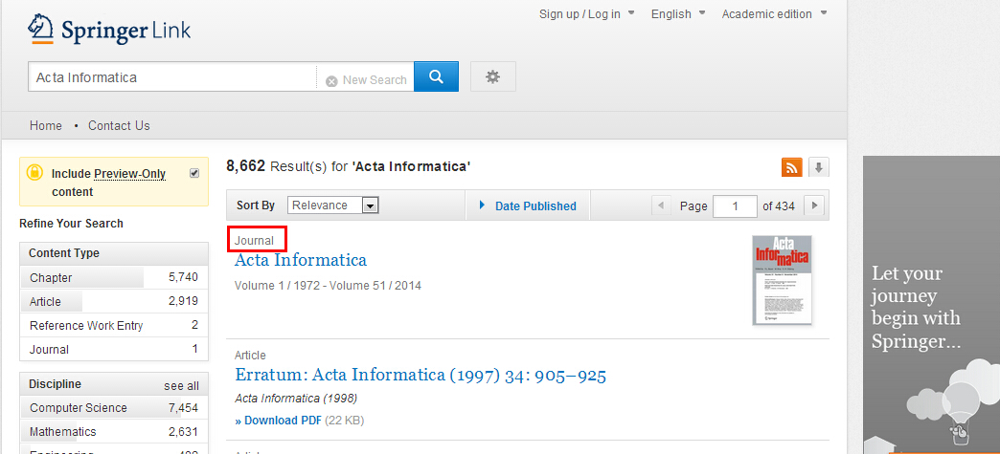 Springer Link
Sign up / Log in
English
Academic edition
Acta Informatica
New Search
Home • Contact Us
Include Preview-Only content
8,662 Result(s) for 'Acta Informatica'
Sort By Relevance
Date Published
Page 1 of 434
Refine Your Search
Content Type
Chapter 5,740
Article 2,919
Reference Work Entry 2
Journal 1
Discipline see all
Computer Science 7,454
Mathematics 2,631
Journal
Acta Informatica
Volume 1 / 1972 - Volume 51 / 2014
Acta
Informatica
Article
Erratum: Acta Informatica (1997) 34: 905–925
Acta Informatica (1998)
» Download PDF (22 KB)
Let your
journey
begin with
Springer...